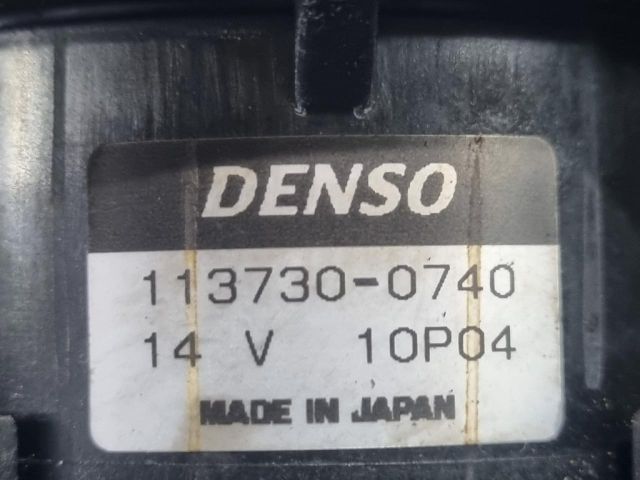 DENSO
113730-0740
14 V 10P04
MADE IN JAPAN